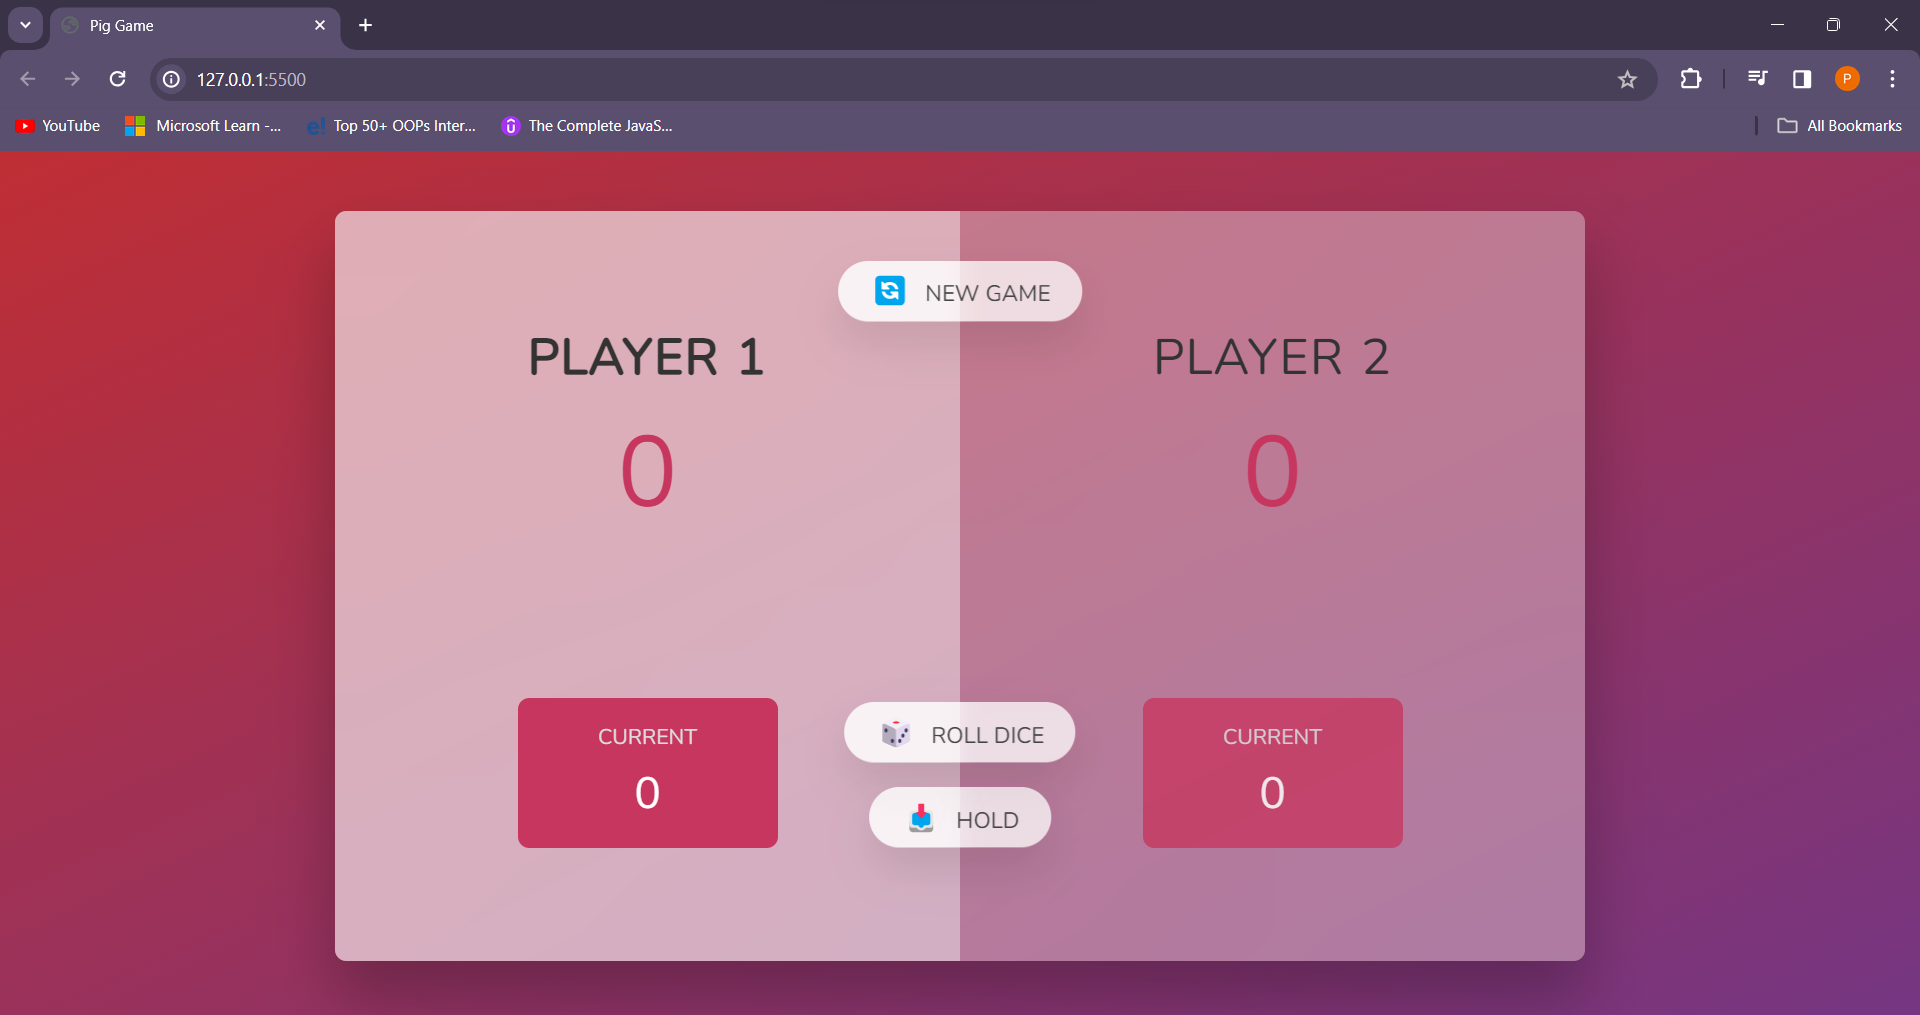 Pig Game
127.0.0.1:5500
P
YouTube
Microsoft Learn -...
e!
Top 50+ OOPs Inter...
The Complete JavaS...
All Bookmarks
NEW GAME
PLAYER 1
PLAYER 2
0
0
CURRENT
ROLL DICE
CURRENT
0
0
HOLD